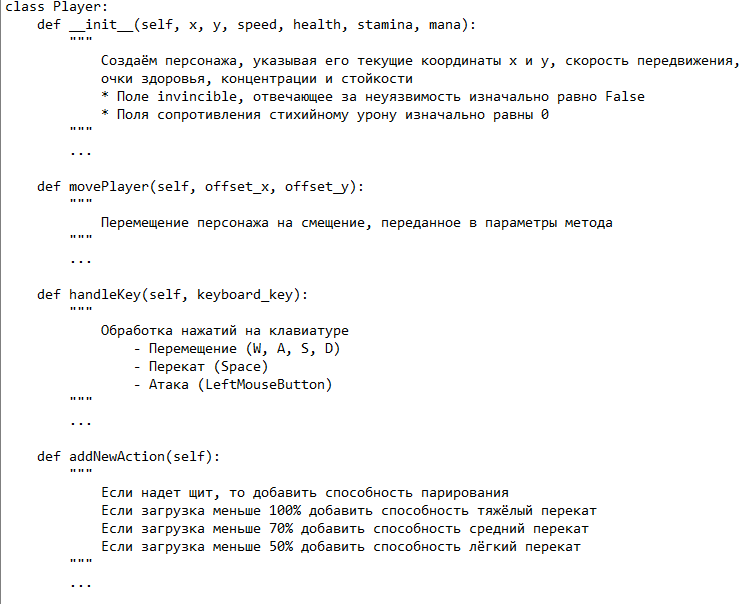 class Player:
    def __init__(self, x, y, speed, health, stamina, mana):
        """
            Создаём персонажа, указывая его текущие координаты x и y, скорость передвижения,
            очки здоровья, концентрации и стойкости
            * Поле invincible, отвечающее за неуязвимость изначально равно False
            * Поля сопротивления стихийному урону изначально равны 0
        """
        ...

    def movePlayer(self, offset_x, offset_y):
        """
            Перемещение персонажа на смещение, переданное в параметры метода
        """
        ...

    def handleKey(self, keyboard_key):
        """
            Обработка нажатий на клавиатуре
                - Перемещение (W, A, S, D)
                - Перекат (Space)
                - Атака (LeftMouseButton)
        """
        ...

    def addNewAction(self):
        """
            Если надет щит, то добавить способность парирования
            Если загрузка меньше 100% добавить способность тяжёлый перекат
            Если загрузка меньше 70% добавить способность средний перекат
            Если загрузка меньше 50% добавить способность лёгкий перекат
        """
        ...